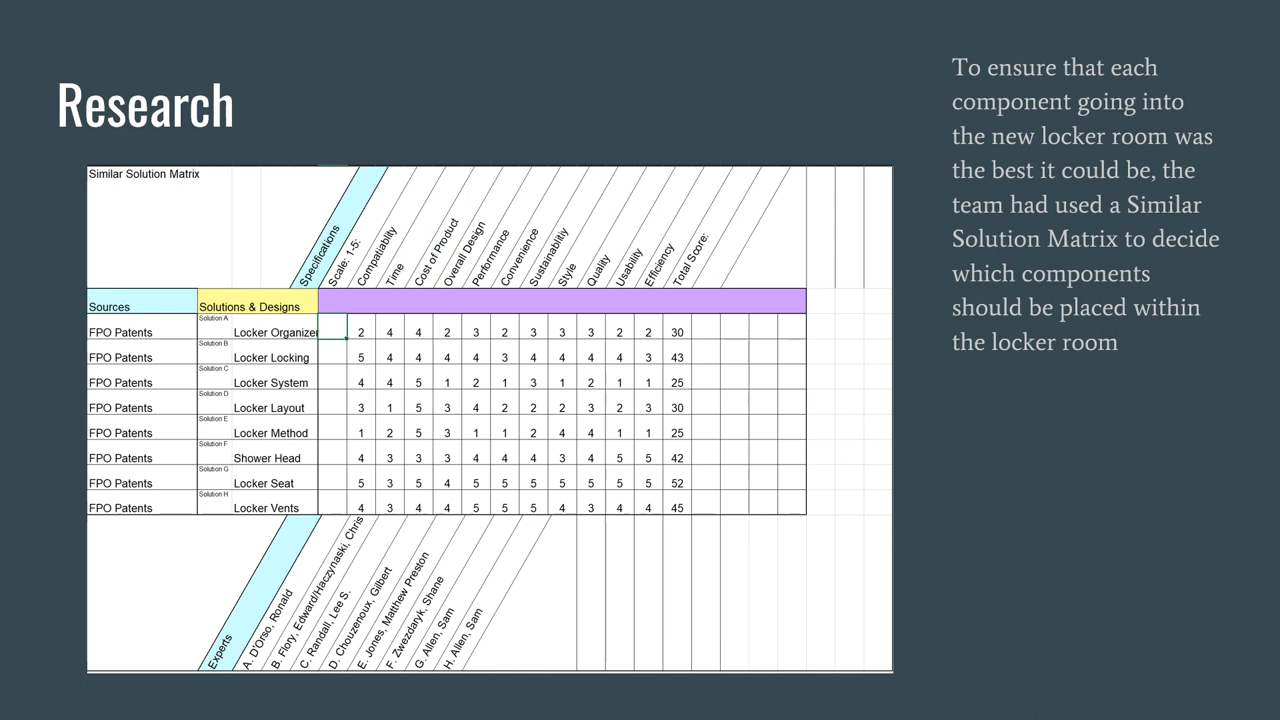 Research
To ensure that each
component going into
the new locker room was
the best it could be, the
team had used a Similar
Solution Matrix to decide
which components
should be placed within
the locker room
Similar Solution Matrix
Specifications
Scale: 1-5:
Compatiablity
Time
Cost of Product
Overall Design
Performance
Convenience
Sustainablitiy
Style
Quality
Usability
Efficiency
Total Score:
Sources Solutions & Designs
FPO Patents Solution A Locker Organizer 2 4 4 2 3 2 3 3 3 2 2 30
FPO Patents Solution B Locker Locking 5 4 4 4 4 3 4 4 4 4 3 43
FPO Patents Solution C Locker System 4 4 5 1 2 1 3 1 2 1 1 25
FPO Patents Solution D Locker Layout 3 1 5 3 4 2 2 2 3 2 3 30
FPO Patents Solution E Locker Method 1 2 5 3 1 1 2 4 4 1 1 25
FPO Patents Solution F Shower Head 4 3 3 3 4 4 4 3 4 5 5 42
FPO Patents Solution G Locker Seat 5 3 5 4 5 5 5 5 5 5 5 52
FPO Patents Solution H Locker Vents 4 3 4 4 5 5 5 4 3 4 4 45
Experts
A. D'Orso, Ronald
B. Flory, Edward/Haczynaski, Chris
C. Randall, Lee S.
D. Chouzenoux, Gilbert
E. Jones, Matthew Preston
F. Zwezdaryk, Shane
G. Allen, Sam
H. Allen, Sam